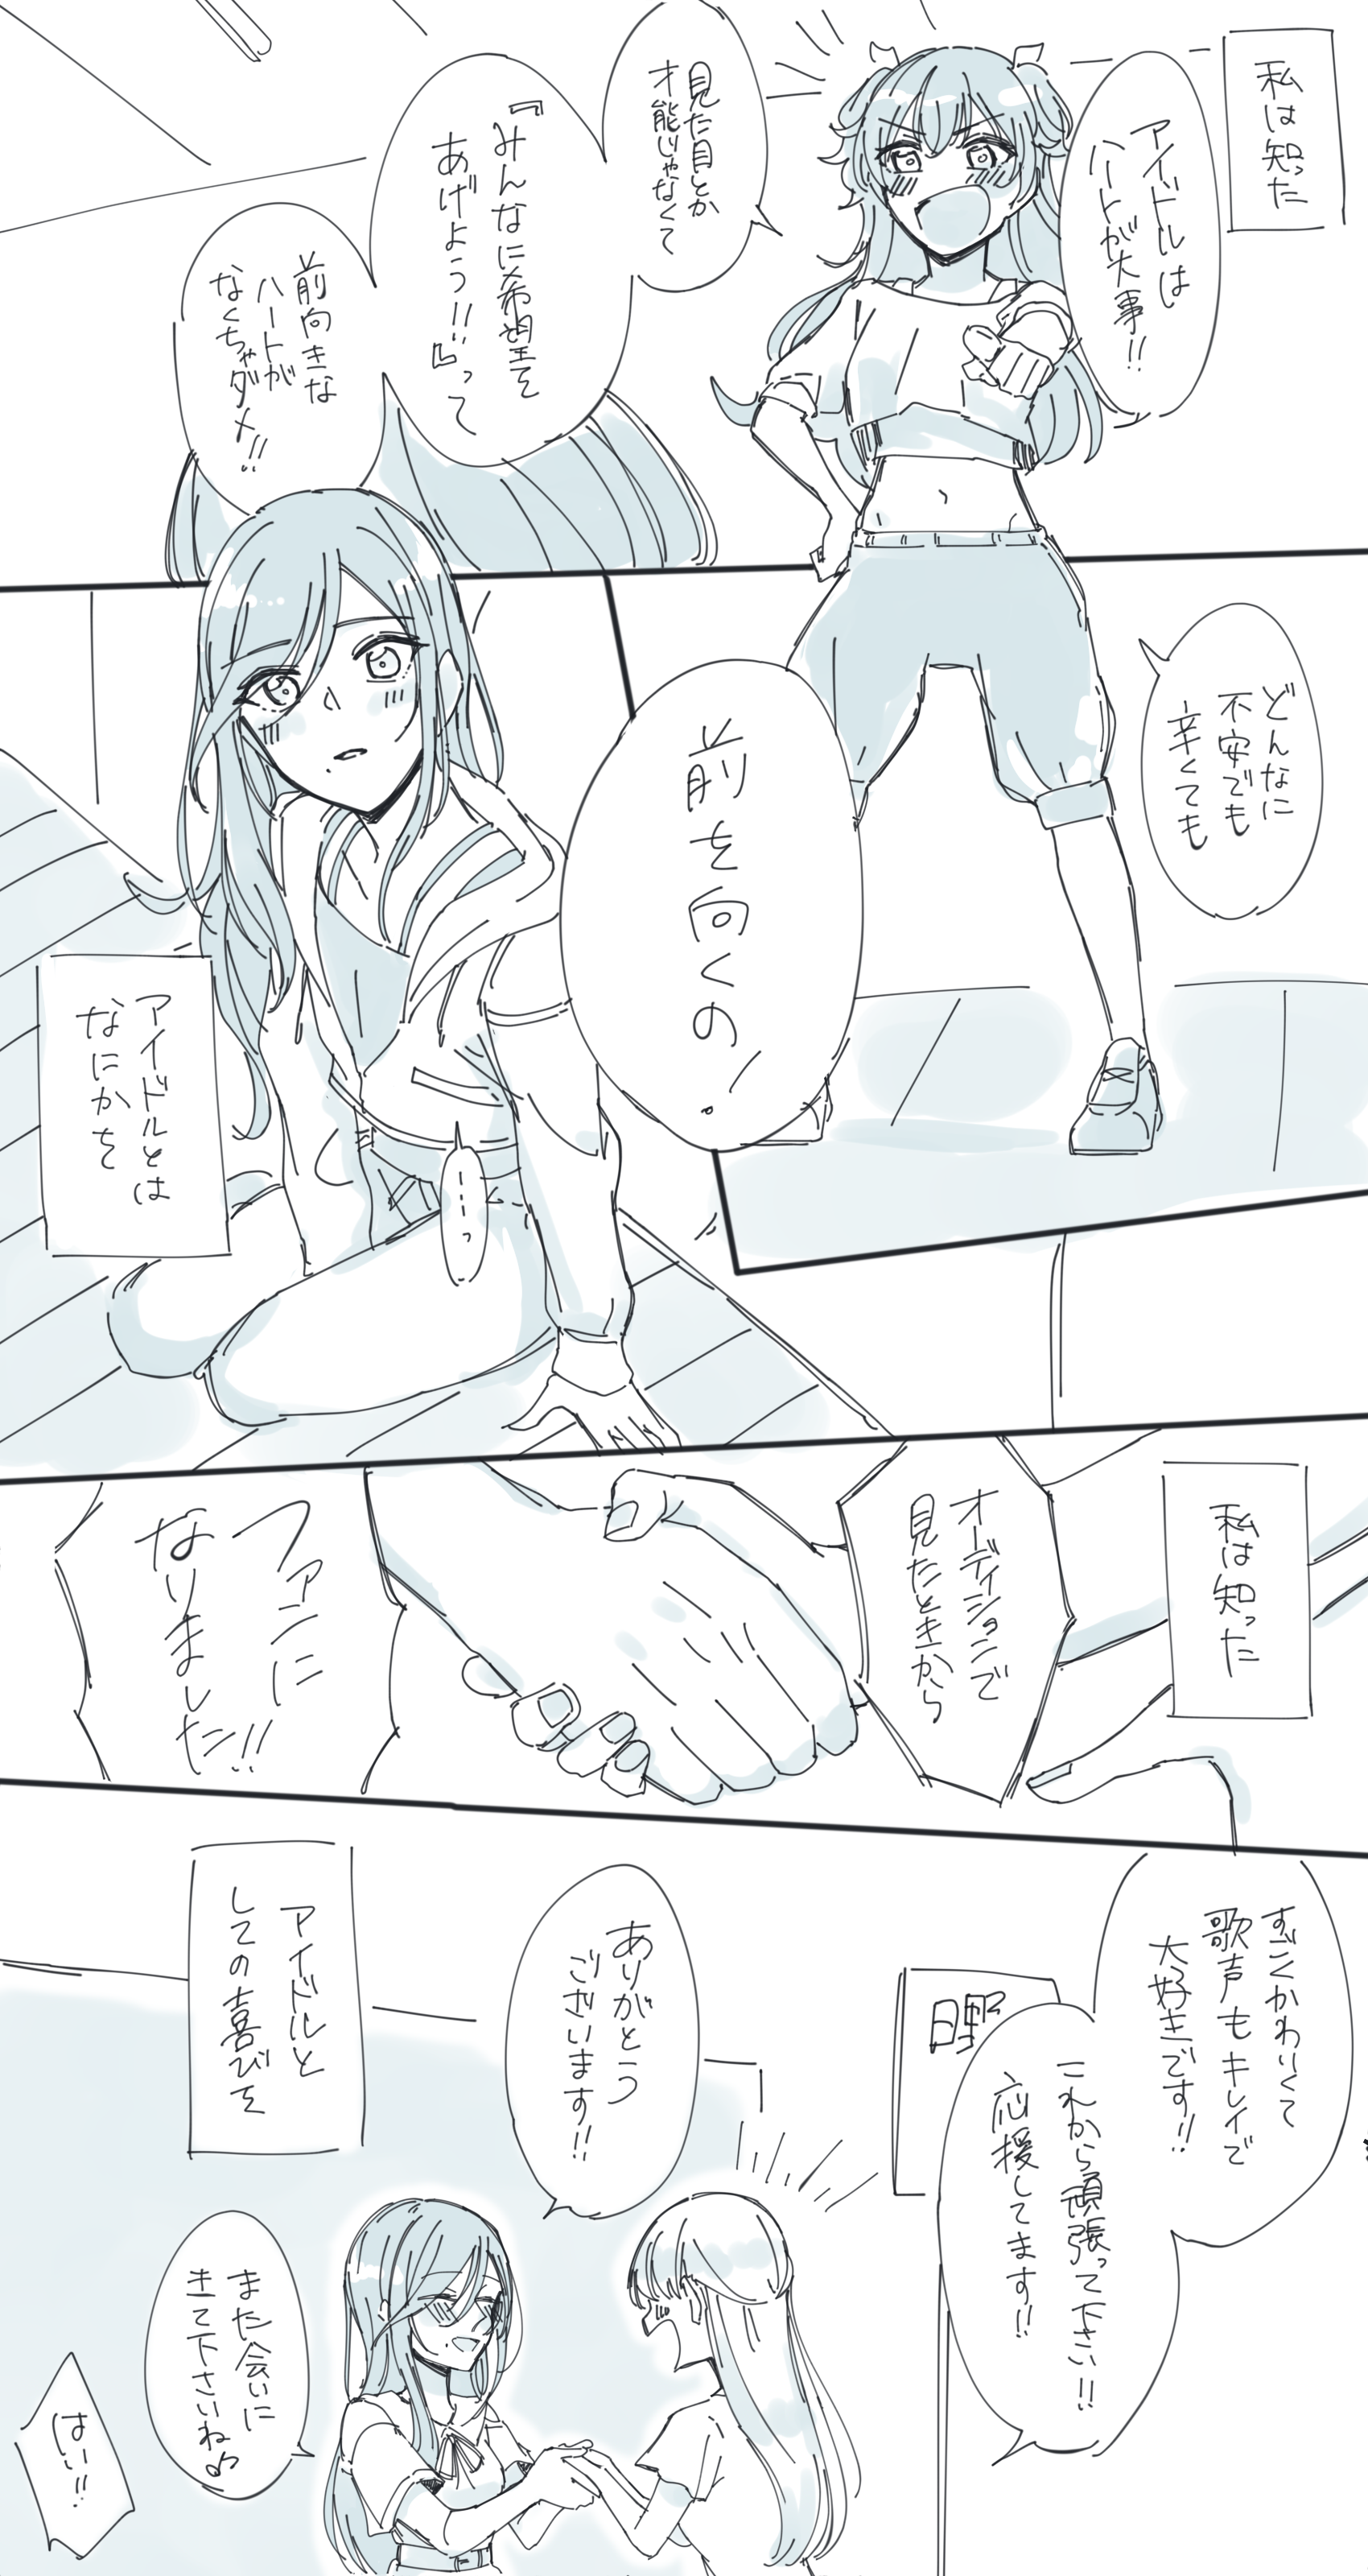 私は知った
アイドルは
ハートが大事!!
見た目とか
才能じゃなくて
『みんなに希望を
あげよう!!』って
前向きな
ハートが
なくちゃダメ!!
どんなに
不安でも
辛くても
前を向くの!
……っ
アイドルとは
なにかを
私は知った
オーディションで
見たときから
ファンに
なりました!!
すごくかわいくて
歌声もキレイで
大好きです!!
これから頑張って下さい!!
応援してます!!
日野
ありがとう
ございます!!
アイドルと
しての喜びを
また会いに
きて下さいね♪
はい!!